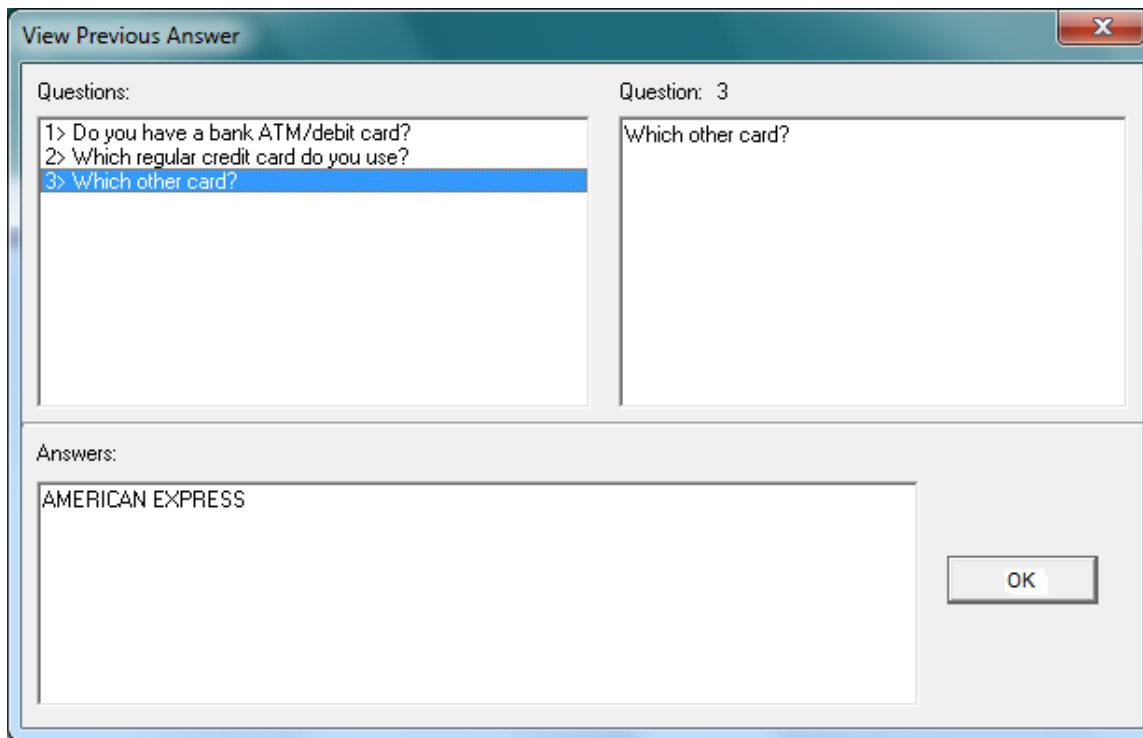 View Previous Answer
X
Questions:
Question: 3
1> Do you have a bank ATM/debit card?
2> Which regular credit card do you use?
3> Which other card?
Which other card?
Answers:
AMERICAN EXPRESS
OK